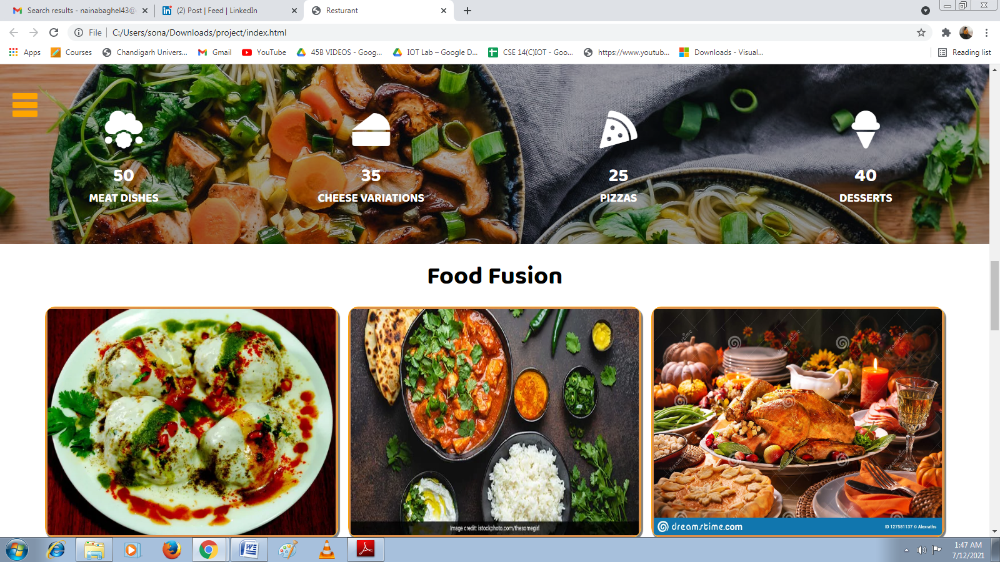 Search results - nainabaghel43@
(2) Post | Feed | LinkedIn
Resturant
File
C:/Users/sona/Downloads/project/index.html
Apps
Courses
Chandigarh Univers...
Gmail
YouTube
45B VIDEOS - Goog...
IOT Lab – Google D...
CSE 14(C)IOT - Goo...
https://www.youtub...
Downloads - Visual...
Reading list
50
MEAT DISHES
35
CHEESE VARIATIONS
25
PIZZAS
40
DESSERTS
Food Fusion
Image credit: istockphoto.com/thesomegirl
dreamstime.com
ID 127581137 © Alexraths
1:47 AM
7/12/2021